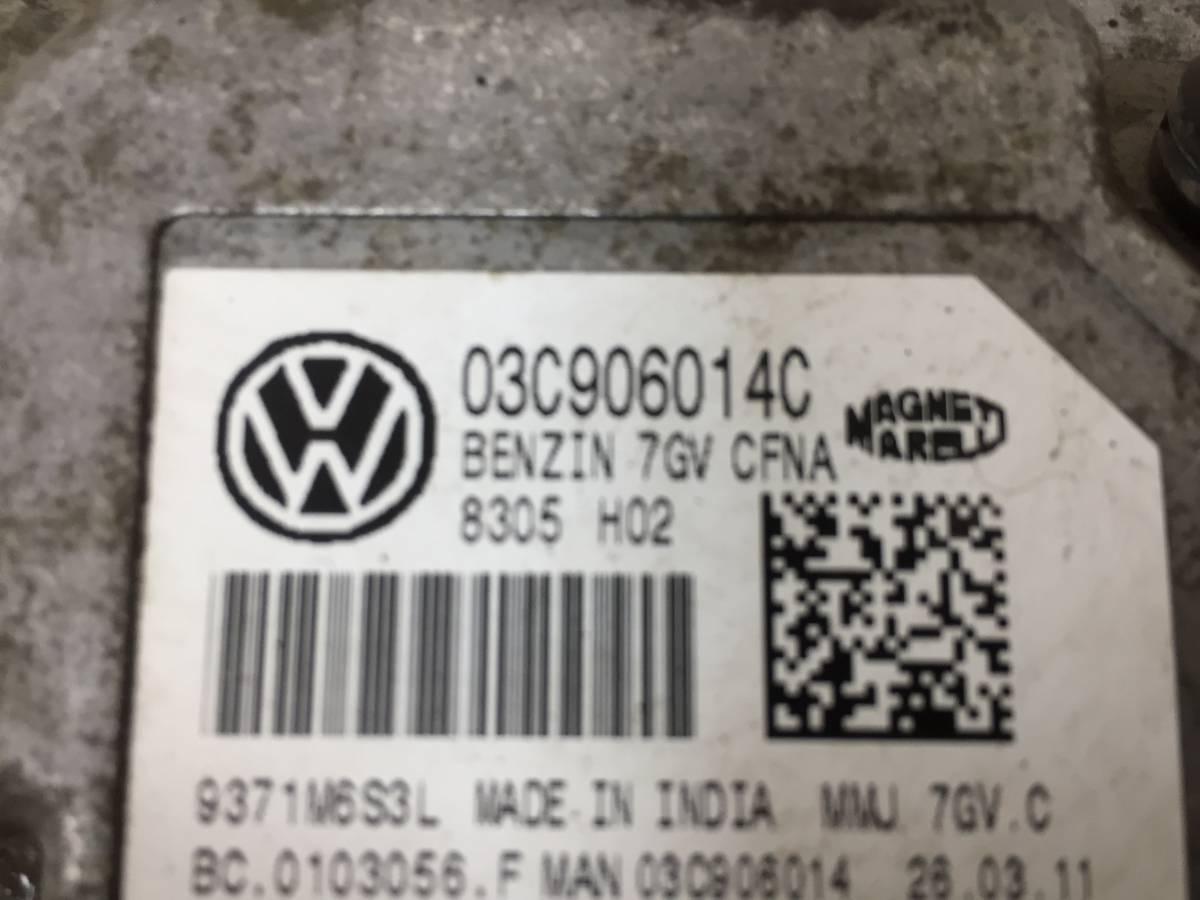 03C906014C
MAGNETI
MARELLI
BENZIN 7GV CFNA
8305 H02
9371M6S3L MADE IN INDIA MMJ 7GV.C
BC.0103056.F MAN 03C906014 26.03.11